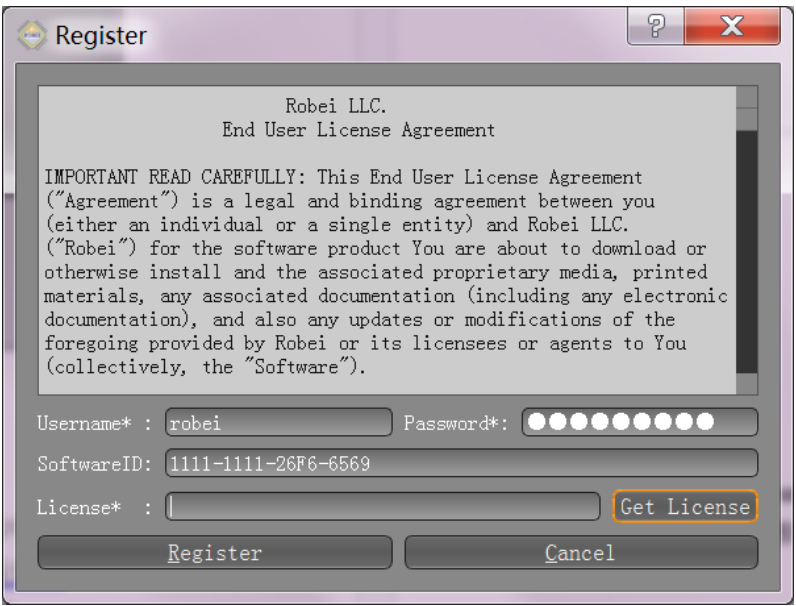 Register
Robei LLC.
End User License Agreement
IMPORTANT READ CAREFULLY: This End User License Agreement
("Agreement") is a legal and binding agreement between you
(either an individual or a single entity) and Robei LLC.
("Robei") for the software product You are about to download or
otherwise install and the associated proprietary media, printed
materials, any associated documentation (including any electronic
documentation), and also any updates or modifications of the
foregoing provided by Robei or its licensees or agents to You
(collectively, the "Software").
Username* : robei Password*: ●●●●●●●●●
SoftwareID: 1111-1111-26F6-6569
License* : Get License
Register Cancel